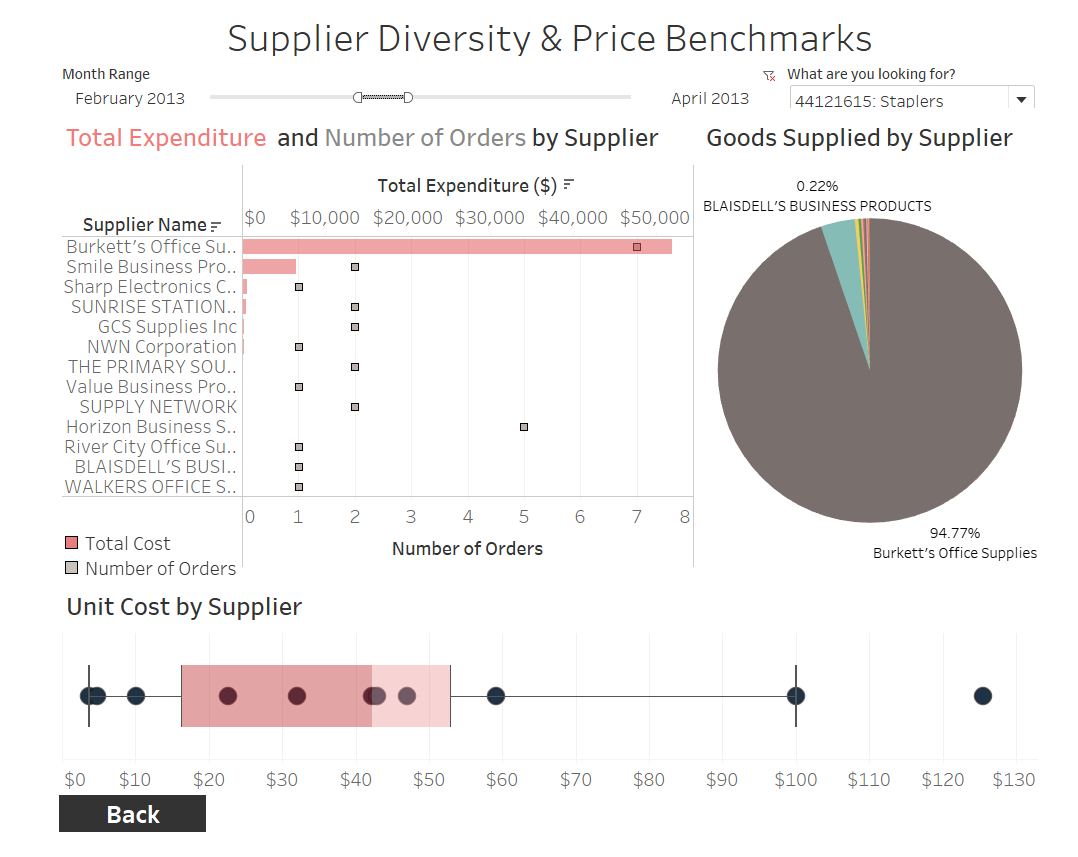 Supplier Diversity & Price Benchmarks
Month Range
February 2013
April 2013
What are you looking for?
44121615: Staplers
Total Expenditure and Number of Orders by Supplier
Total Expenditure ($)
Supplier Name
$0 $10,000 $20,000 $30,000 $40,000 $50,000
Burkett's Office Su..
Smile Business Pro..
Sharp Electronics C..
SUNRISE STATION..
GCS Supplies Inc
NWN Corporation
THE PRIMARY SOU..
Value Business Pro..
SUPPLY NETWORK
Horizon Business S..
River City Office Su..
BLAISDELL'S BUSI..
WALKERS OFFICE S..
0 1 2 3 4 5 6 7 8
Number of Orders
Total Cost
Number of Orders
Goods Supplied by Supplier
0.22%
BLAISDELL'S BUSINESS PRODUCTS
94.77%
Burkett's Office Supplies
Unit Cost by Supplier
$0 $10 $20 $30 $40 $50 $60 $70 $80 $90 $100 $110 $120 $130
Back